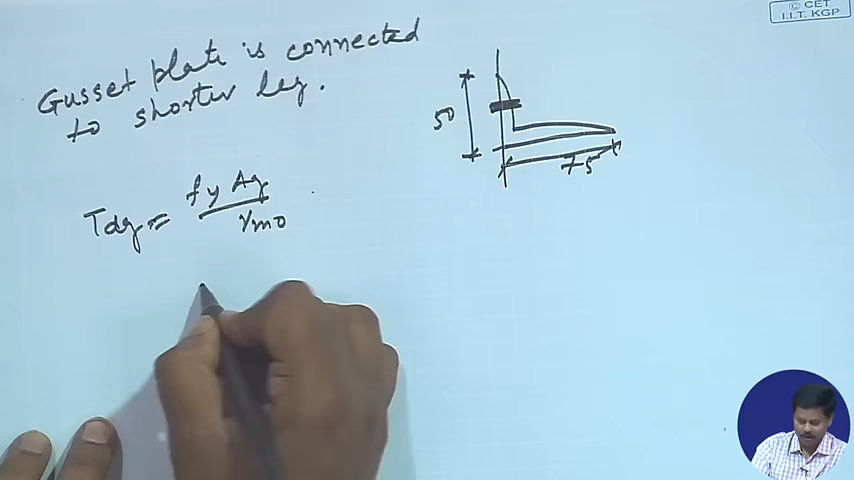 © CET
I.I.T. KGP
Gusset plate is connected
to shorter leg.
50
75
Tdg = fy Ag
γm0